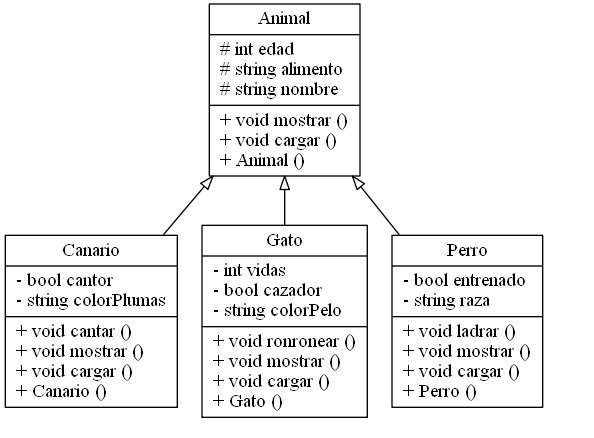 Animal
# int edad
# string alimento
# string nombre
+ void mostrar ()
+ void cargar ()
+ Animal ()
Canario
- bool cantor
- string colorPlumas
+ void cantar ()
+ void mostrar ()
+ void cargar ()
+ Canario ()
Gato
- int vidas
- bool cazador
- string colorPelo
+ void ronronear ()
+ void mostrar ()
+ void cargar ()
+ Gato ()
Perro
- bool entrenado
- string raza
+ void ladrar ()
+ void mostrar ()
+ void cargar ()
+ Perro ()